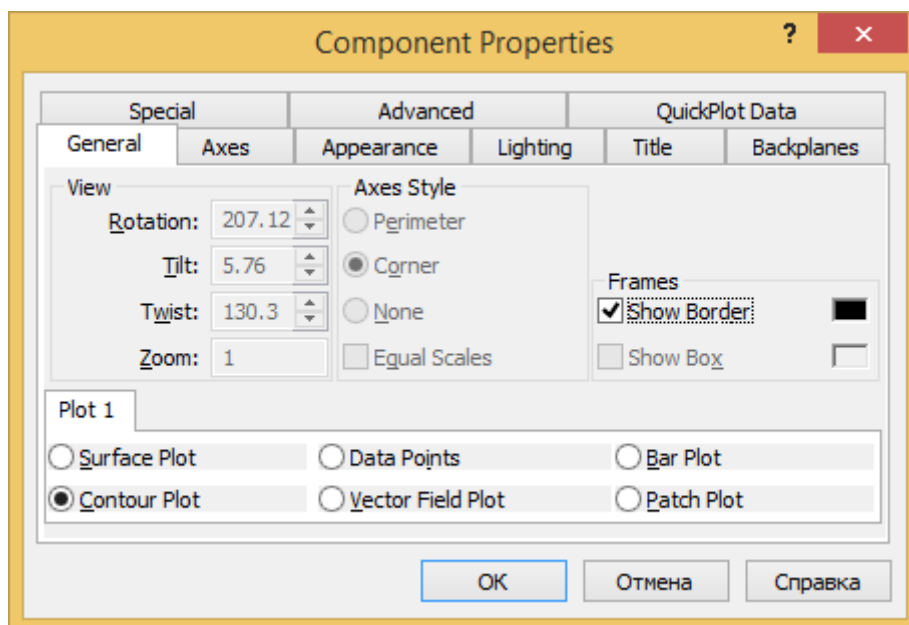 Component Properties
?
Special Advanced QuickPlot Data
General Axes Appearance Lighting Title Backplanes
View
Rotation: 207.12
Tilt: 5.76
Twist: 130.3
Zoom: 1
Axes Style
Perimeter
Corner
None
Equal Scales
Frames
Show Border
Show Box
Plot 1
Surface Plot Data Points Bar Plot
Contour Plot Vector Field Plot Patch Plot
OK Отмена Справка